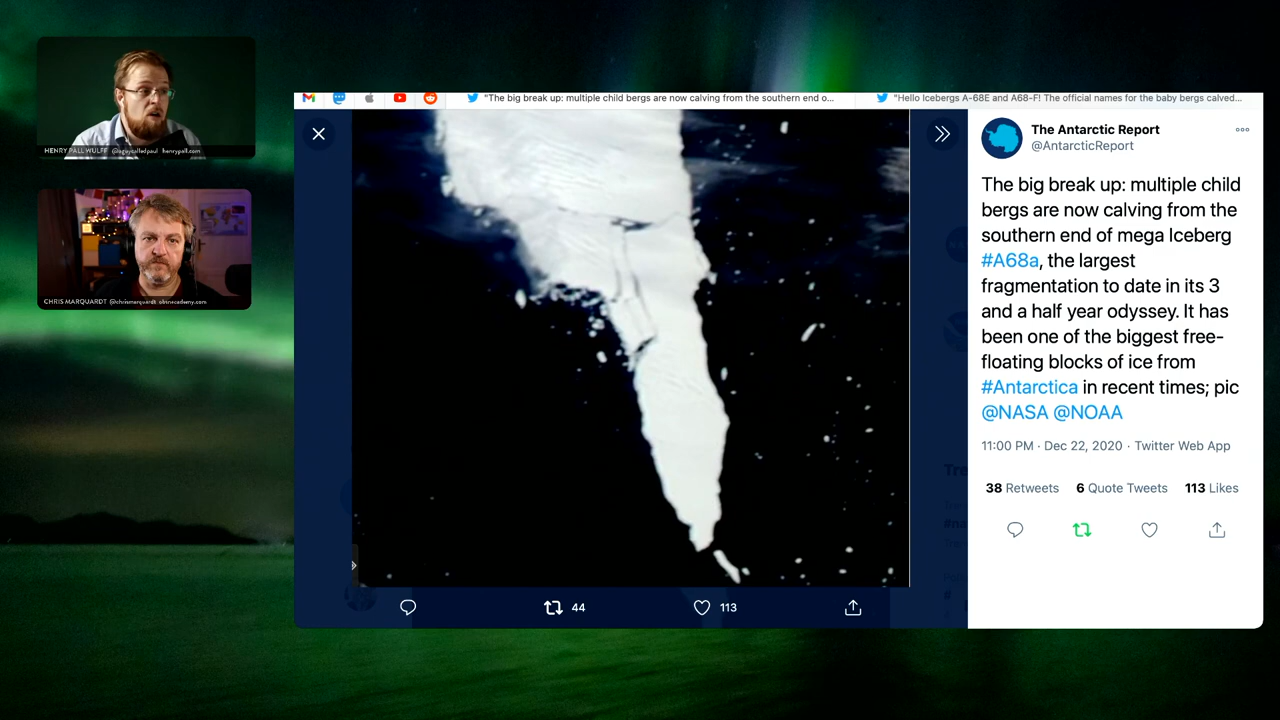 "The big break up: multiple child bergs are now calving from the southern end o...
"Hello Icebergs A-68E and A68-F! The official names for the baby bergs calved...
HENRY PALL WULFF @aguycalledpaul henrypall.com
CHRIS MARQUARDT @chrismarquardt
The Antarctic Report
@AntarcticReport
The big break up: multiple child
bergs are now calving from the
southern end of mega Iceberg
#A68a, the largest
fragmentation to date in its 3
and a half year odyssey. It has
been one of the biggest free-
floating blocks of ice from
#Antarctica in recent times; pic
@NASA @NOAA
11:00 PM · Dec 22, 2020 · Twitter Web App
38 Retweets 6 Quote Tweets 113 Likes
44 113